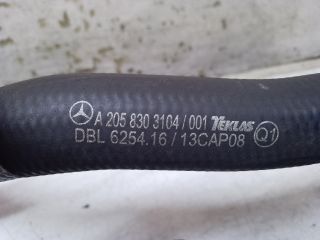 A 205 830 3104/001 TEKLAS
DBL 6254.16/13CAP08 Q1